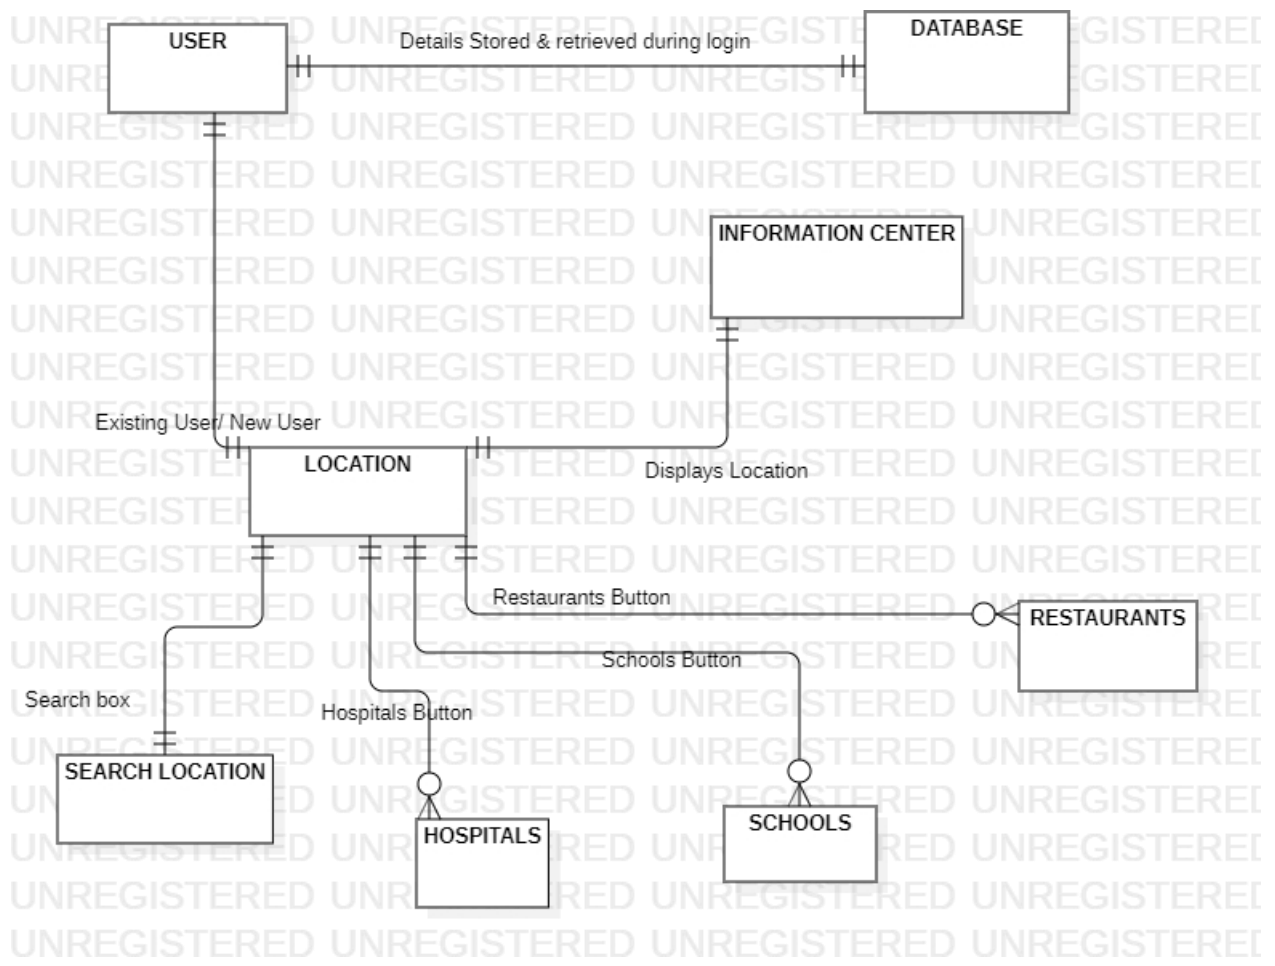 USER
Details Stored & retrieved during login
DATABASE
INFORMATION CENTER
Existing User/ New User
LOCATION
Displays Location
Restaurants Button
RESTAURANTS
Schools Button
Search box
Hospitals Button
SEARCH LOCATION
SCHOOLS
HOSPITALS
UNREGISTERED